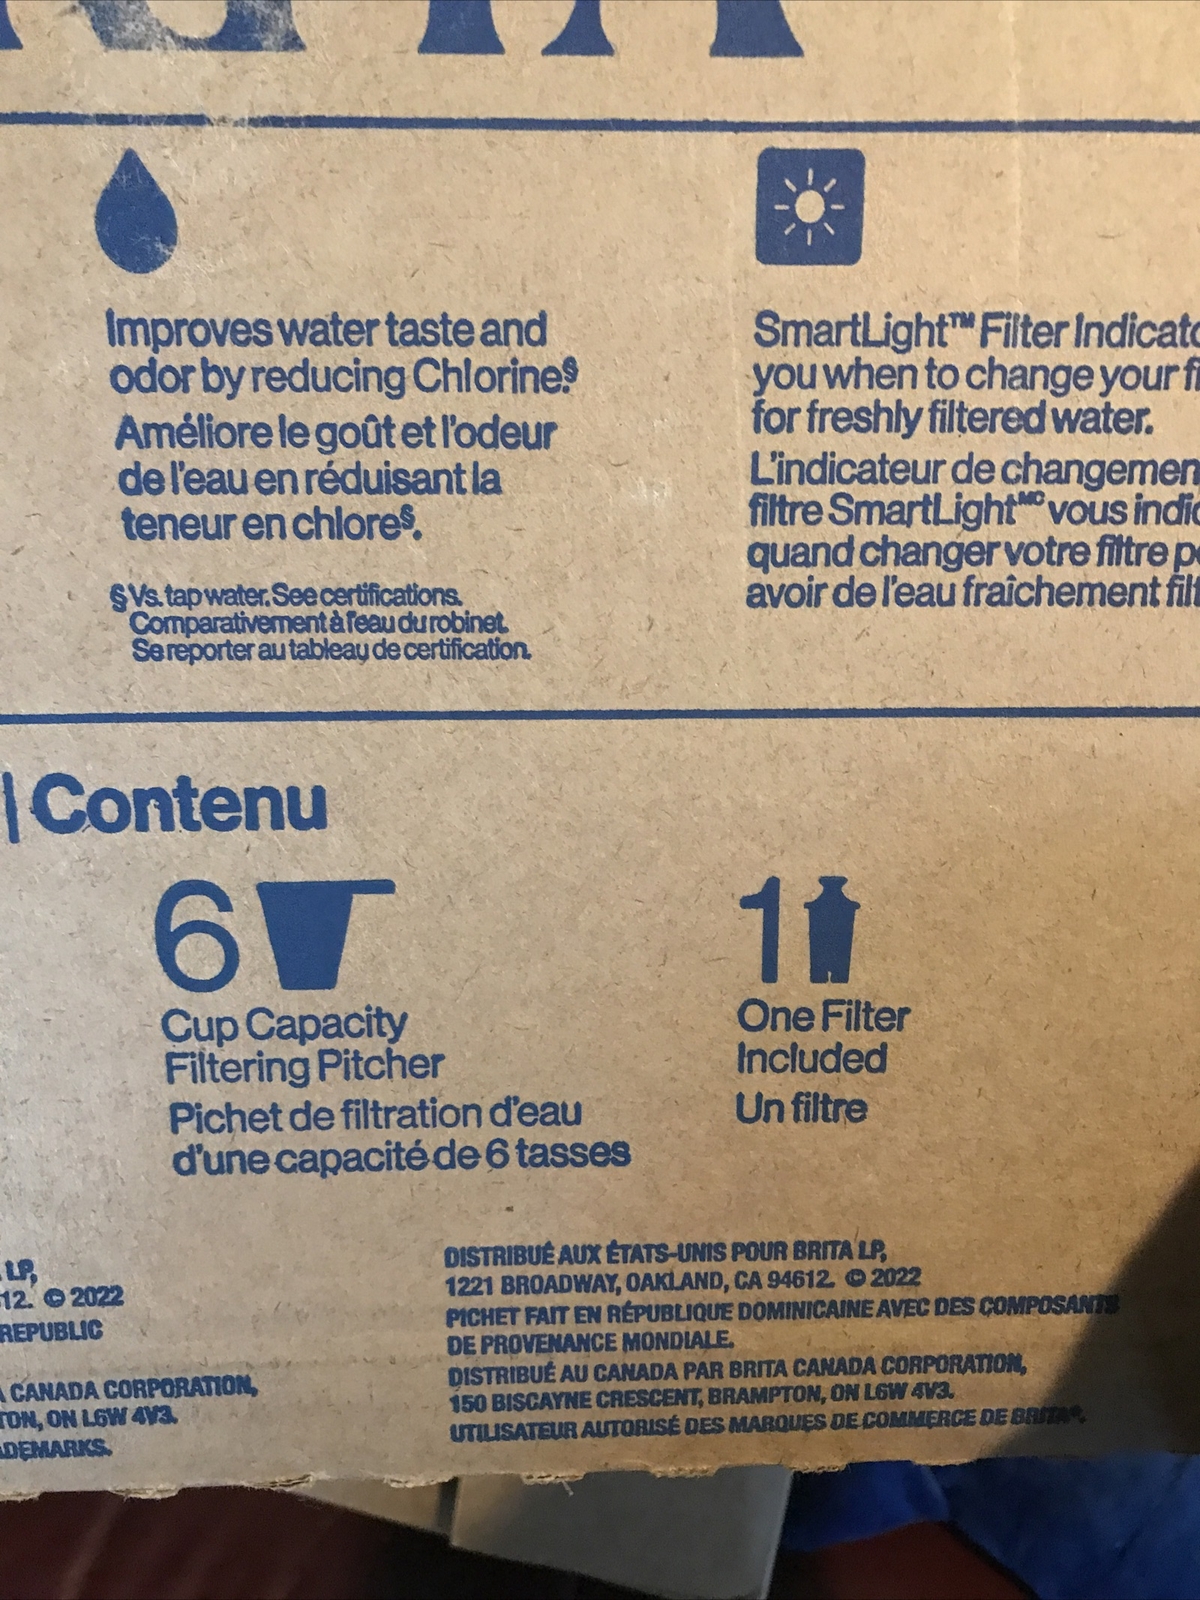 Improves water taste and
odor by reducing Chlorine.§
Améliore le goût et l'odeur
de l'eau en réduisant la
teneur en chlore§.
§ Vs. tap water. See certifications.
Comparativement à l'eau du robinet.
Se reporter au tableau de certification.
SmartLight™ Filter Indicato
you when to change your fi
for freshly filtered water.
L'indicateur de changemen
filtre SmartLightMC vous indic
quand changer votre filtre po
avoir de l'eau fraîchement filt
| Contenu
6
Cup Capacity
Filtering Pitcher
Pichet de filtration d'eau
d'une capacité de 6 tasses
1
One Filter
Included
Un filtre
LP,
12. © 2022
REPUBLIC
A CANADA CORPORATION,
TON, ON L6W 4V3.
ADEMARKS.
DISTRIBUÉ AUX ÉTATS-UNIS POUR BRITA LP,
1221 BROADWAY, OAKLAND, CA 94612. © 2022
PICHET FAIT EN RÉPUBLIQUE DOMINICAINE AVEC DES COMPOSANTS
DE PROVENANCE MONDIALE.
DISTRIBUÉ AU CANADA PAR BRITA CANADA CORPORATION,
150 BISCAYNE CRESCENT, BRAMPTON, ON L6W 4V3.
UTILISATEUR AUTORISÉ DES MARQUES DE COMMERCE DE BRITA®.